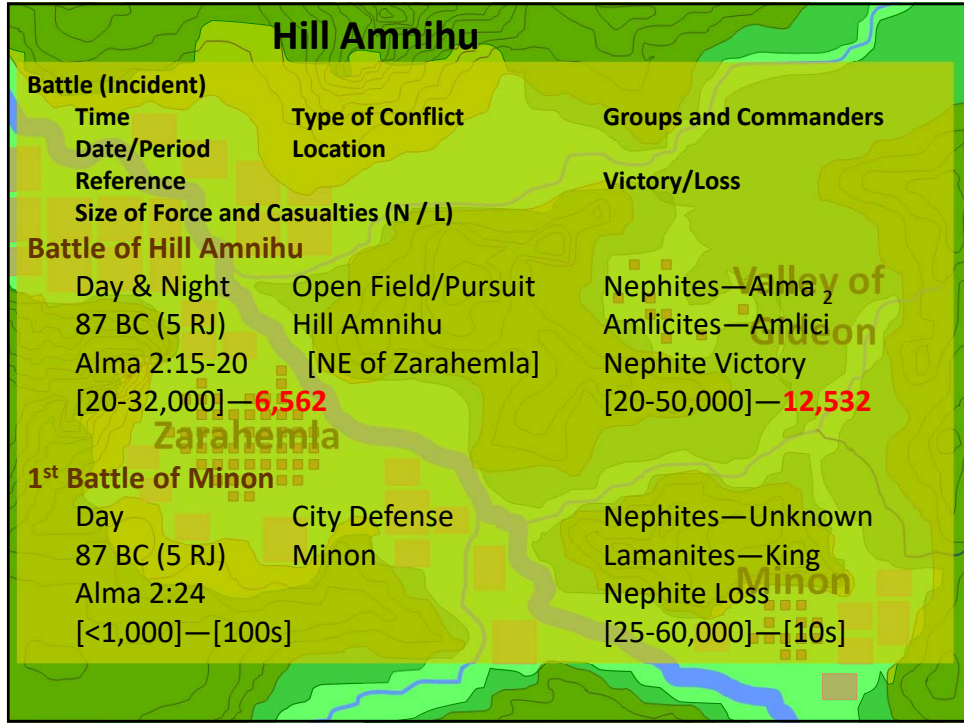 Hill Amnihu
Battle (Incident)
Time Type of Conflict Groups and Commanders
Date/Period Location
Reference Victory/Loss
Size of Force and Casualties (N / L)
Battle of Hill Amnihu
Day & Night Open Field/Pursuit Nephites—Alma 2
87 BC (5 RJ) Hill Amnihu Amlicites—Amlici
Alma 2:15-20 [NE of Zarahemla] Nephite Victory
[20-32,000]—6,562 [20-50,000]—12,532
1st Battle of Minon
Day City Defense Nephites—Unknown
87 BC (5 RJ) Minon Lamanites—King
Alma 2:24 Nephite Loss
[<1,000]—[100s] [25-60,000]—[10s]
Valley of
Gideon
Zarahemla
Minon